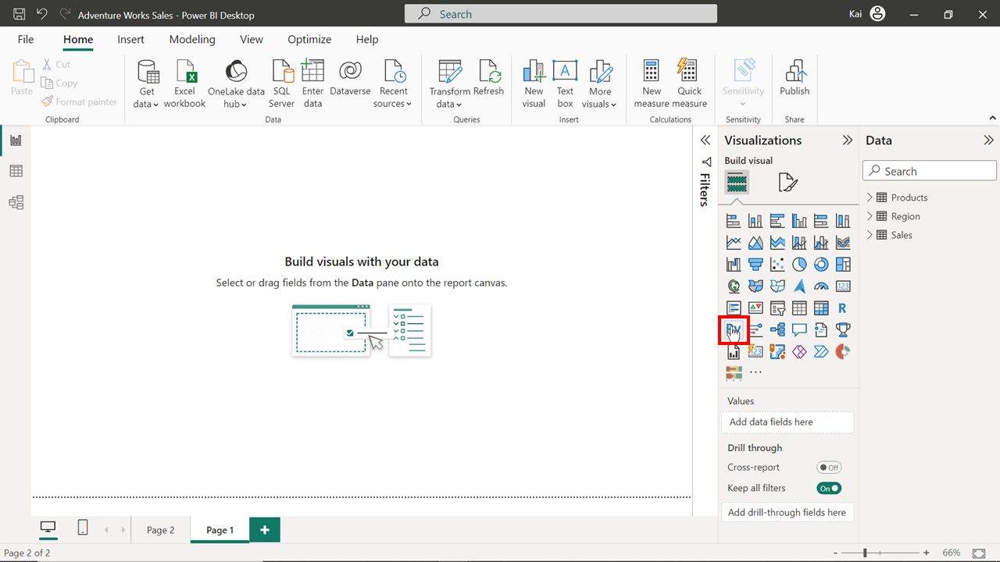 Adventure Works Sales - Power BI Desktop
Search
Kai
File
Home
Insert
Modeling
View
Optimize
Help
Paste
Cut
Copy
Format painter
Clipboard
Get
data
Excel
workbook
OneLake data
hub
SQL
Server
Enter
data
Dataverse
Recent
sources
Data
Transform
data
Refresh
Queries
New
visual
Text
box
More
visuals
Insert
New
measure
Quick
measure
Calculations
Sensitivity
Sensitivity
Publish
Share
Build visuals with your data
Select or drag fields from the Data pane onto the report canvas.
Filters
Visualizations
Build visual
123
R
123
...
Values
Add data fields here
Drill through
Cross-report
Off
Keep all filters
On
Add drill-through fields here
Data
Search
Products
Region
Sales
Page 2
Page 1
+
Page 2 of 2
- +
66%